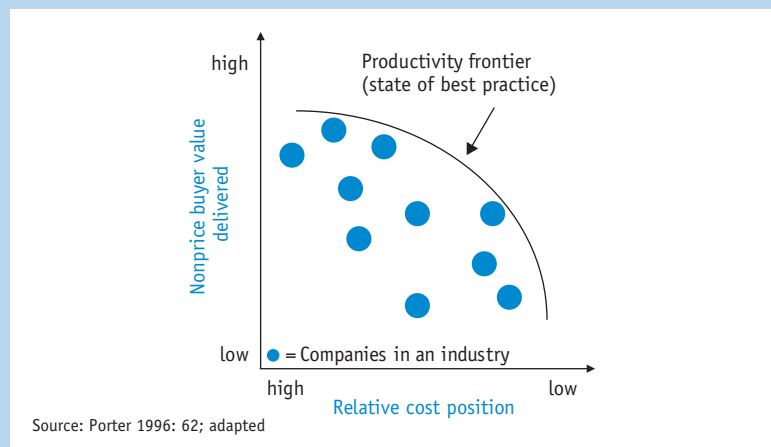 high
Productivity frontier
(state of best practice)
Nonprice buyer value
delivered
low
= Companies in an industry
high
low
Relative cost position
Source: Porter 1996: 62; adapted